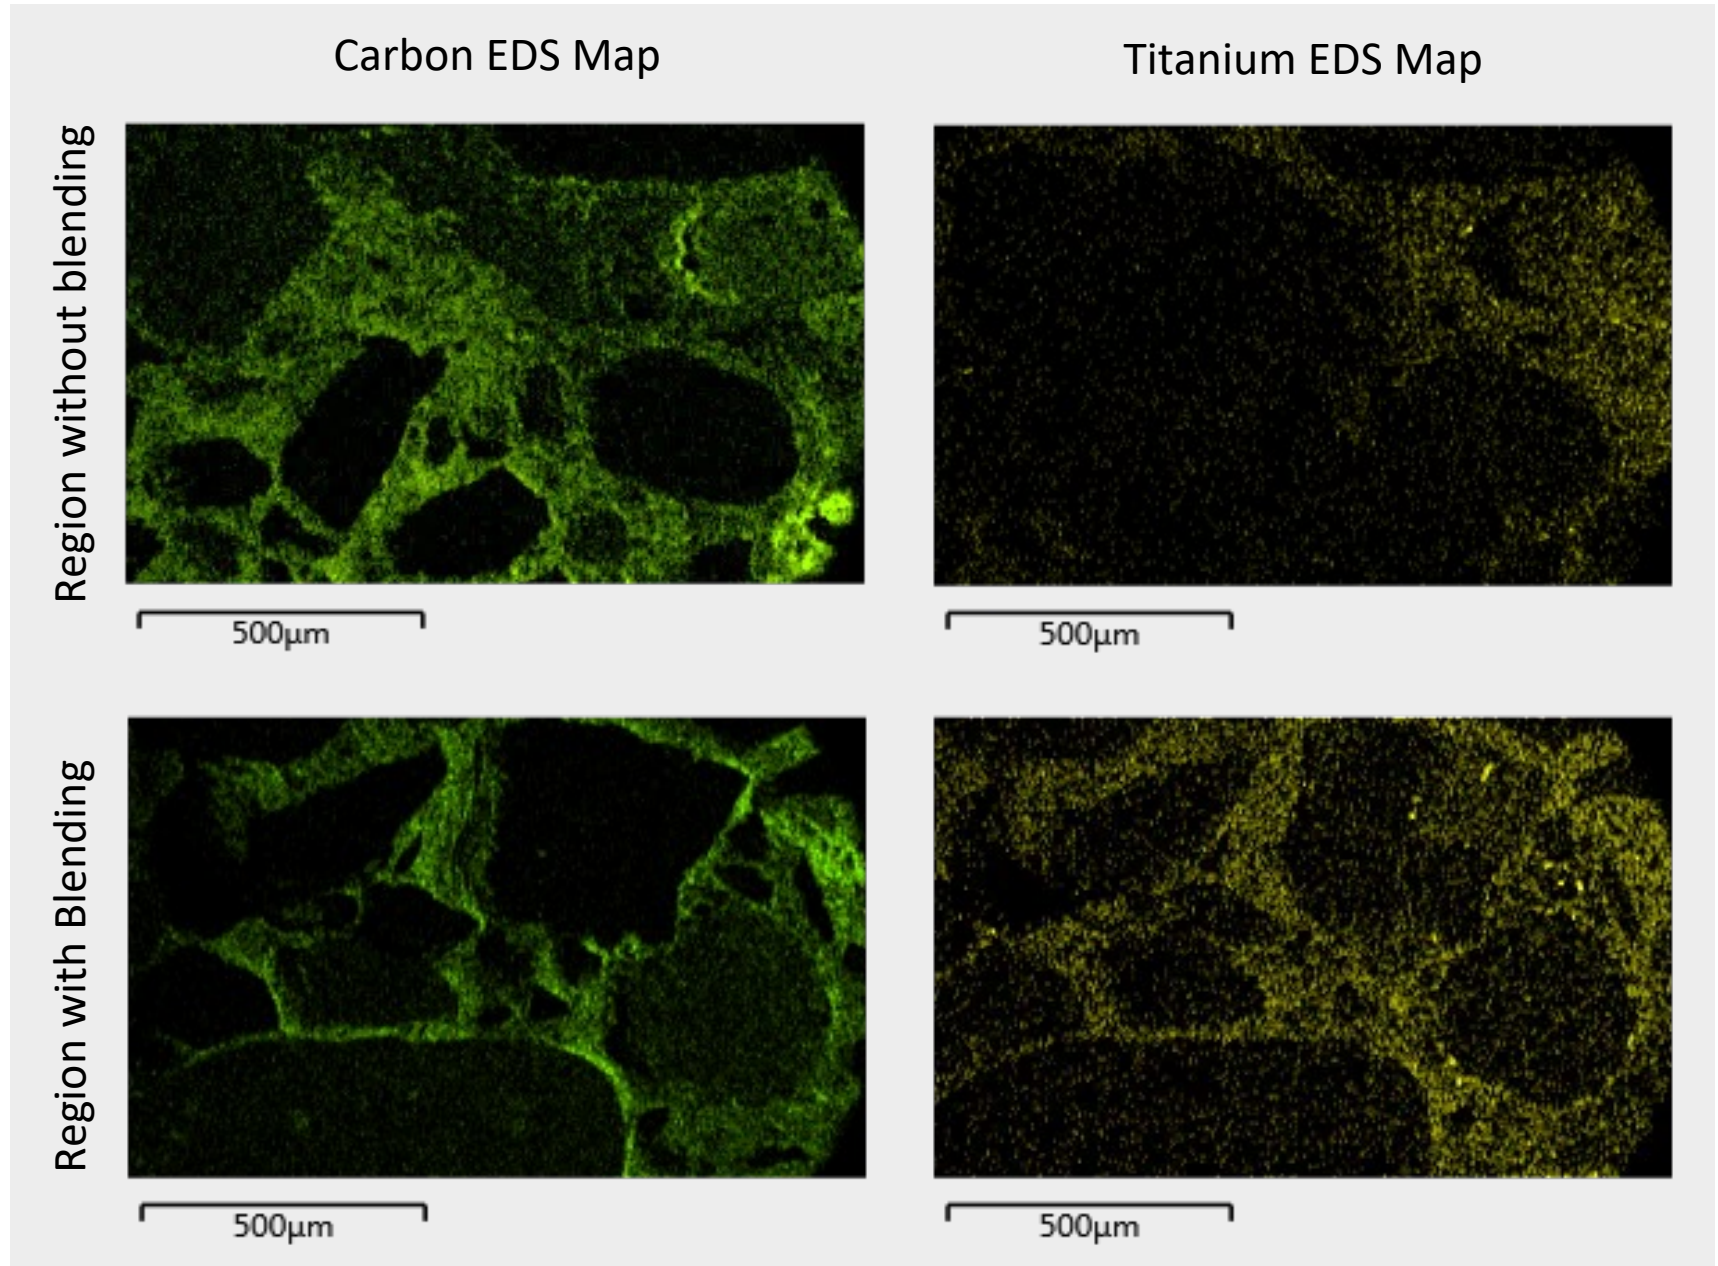 Carbon EDS Map
Titanium EDS Map
Region without blending
500µm
500µm
Region with Blending
500µm
500µm